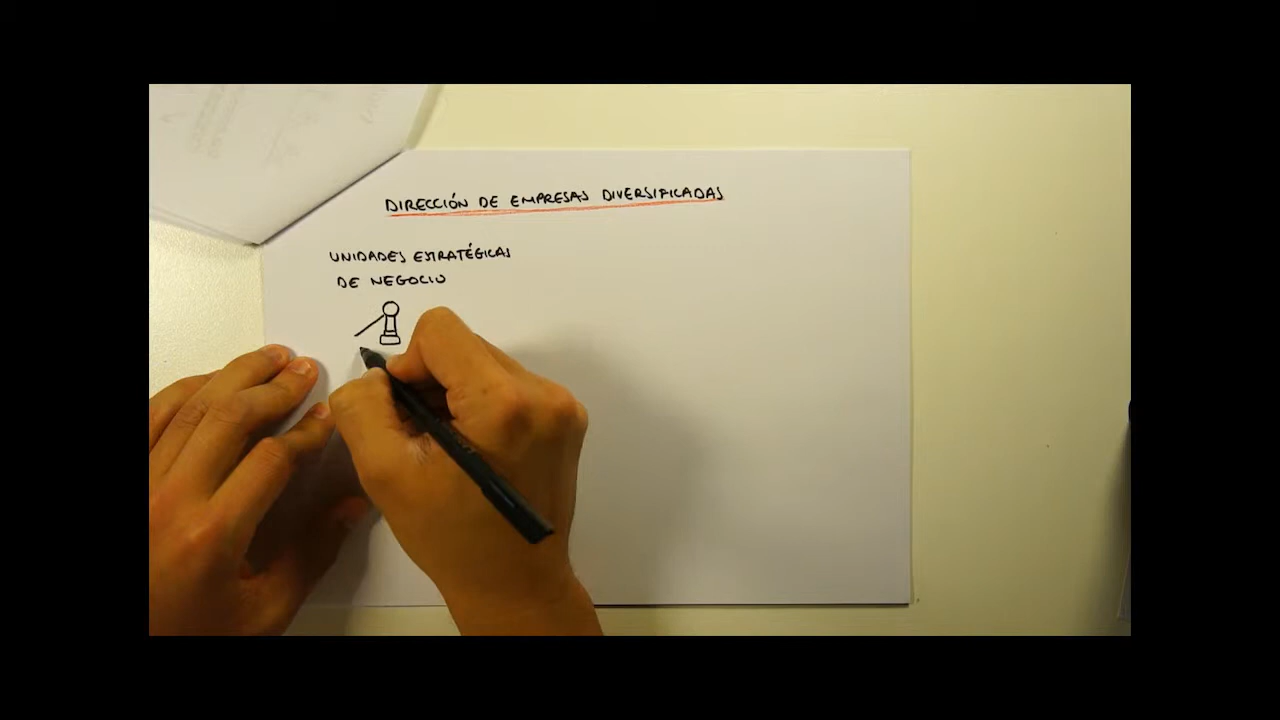 DIRECCIÓN DE EMPRESAS DIVERSIFICADAS
UNIDADES ESTRATÉGICAS
DE NEGOCIO